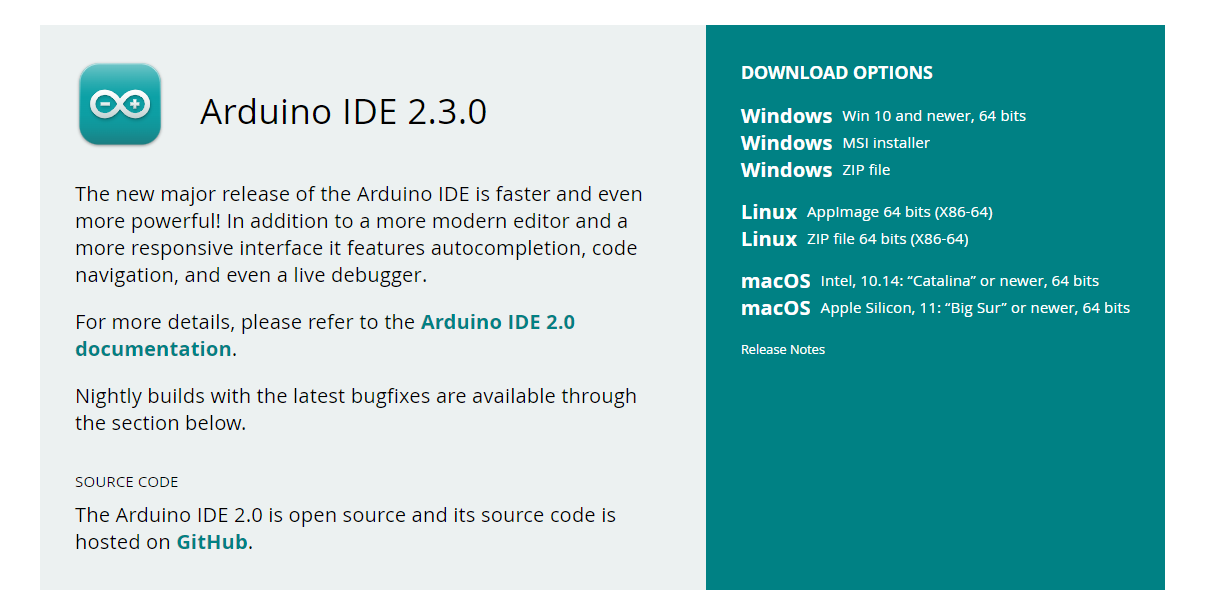 Arduino IDE 2.3.0
The new major release of the Arduino IDE is faster and even
more powerful! In addition to a more modern editor and a
more responsive interface it features autocompletion, code
navigation, and even a live debugger.
For more details, please refer to the Arduino IDE 2.0
documentation.
Nightly builds with the latest bugfixes are available through
the section below.
SOURCE CODE
The Arduino IDE 2.0 is open source and its source code is
hosted on GitHub.
DOWNLOAD OPTIONS
Windows Win 10 and newer, 64 bits
Windows MSI installer
Windows ZIP file
Linux AppImage 64 bits (X86-64)
Linux ZIP file 64 bits (X86-64)
macOS Intel, 10.14: “Catalina” or newer, 64 bits
macOS Apple Silicon, 11: “Big Sur” or newer, 64 bits
Release Notes